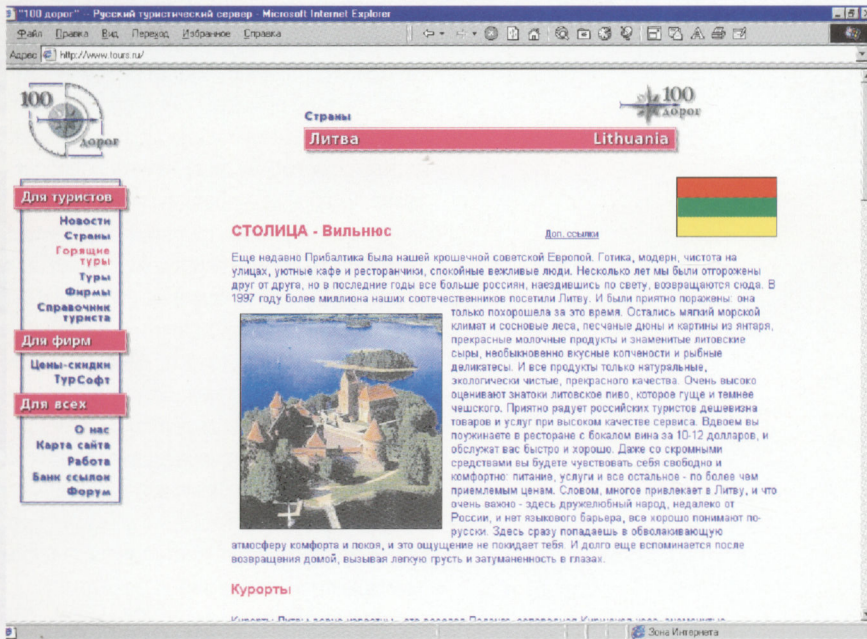 "100 дорог" -- Русский туристический сервер - Microsoft Internet Explorer
Файл Правка Вид Переход Избранное Справка
Адрес http://www.tours.ru/
100
дорог
100
дорог
Страны
Литва Lithuania
Для туристов
Новости
Страны
Горящие
туры
Туры
Фирмы
Справочник
туриста
Для фирм
Цены-скидки
ТурСофт
Для всех
О нас
Карта сайта
Работа
Банк ссылок
Форум
СТОЛИЦА - Вильнюс Доп. ссылки
Еще недавно Прибалтика была нашей крошечной советской Европой. Готика, модерн, чистота на
улицах, уютные кафе и ресторанчики, спокойные вежливые люди. Несколько лет мы были отгорожены
друг от друга, но в последние годы все больше россиян, наездившись по свету, возвращаются сюда. В
1997 году более миллиона наших соотечественников посетили Литву. И были приятно поражены: она
только похорошела за это время. Остались мягкий морской
климат и сосновые леса, песчаные дюны и картины из янтаря,
прекрасные молочные продукты и знаменитые литовские
сыры, необыкновенно вкусные копчености и рыбные
деликатесы. И все продукты только натуральные,
экологически чистые, прекрасного качества. Очень высоко
оценивают знатоки литовское пиво, которое гуще и темнее
чешского. Приятно радует российских туристов дешевизна
товаров и услуг при высоком качестве сервиса. Вдвоем вы
поужинаете в ресторане с бокалом вина за 10-12 долларов, и
обслужат вас быстро и хорошо. Даже со скромными
средствами вы будете чувствовать себя свободно и
комфортно: питание, услуги и все остальное - по более чем
приемлемым ценам. Словом, многое привлекает в Литву, и что
очень важно - здесь дружелюбный народ, недалеко от
России, и нет языкового барьера, все хорошо понимают по-
русски. Здесь сразу попадаешь в обволакивающую
атмосферу комфорта и покоя, и это ощущение не покидает тебя. И долго еще вспоминается после
возвращения домой, вызывая легкую грусть и затуманенность в глазах.
Курорты
Зона Интернета